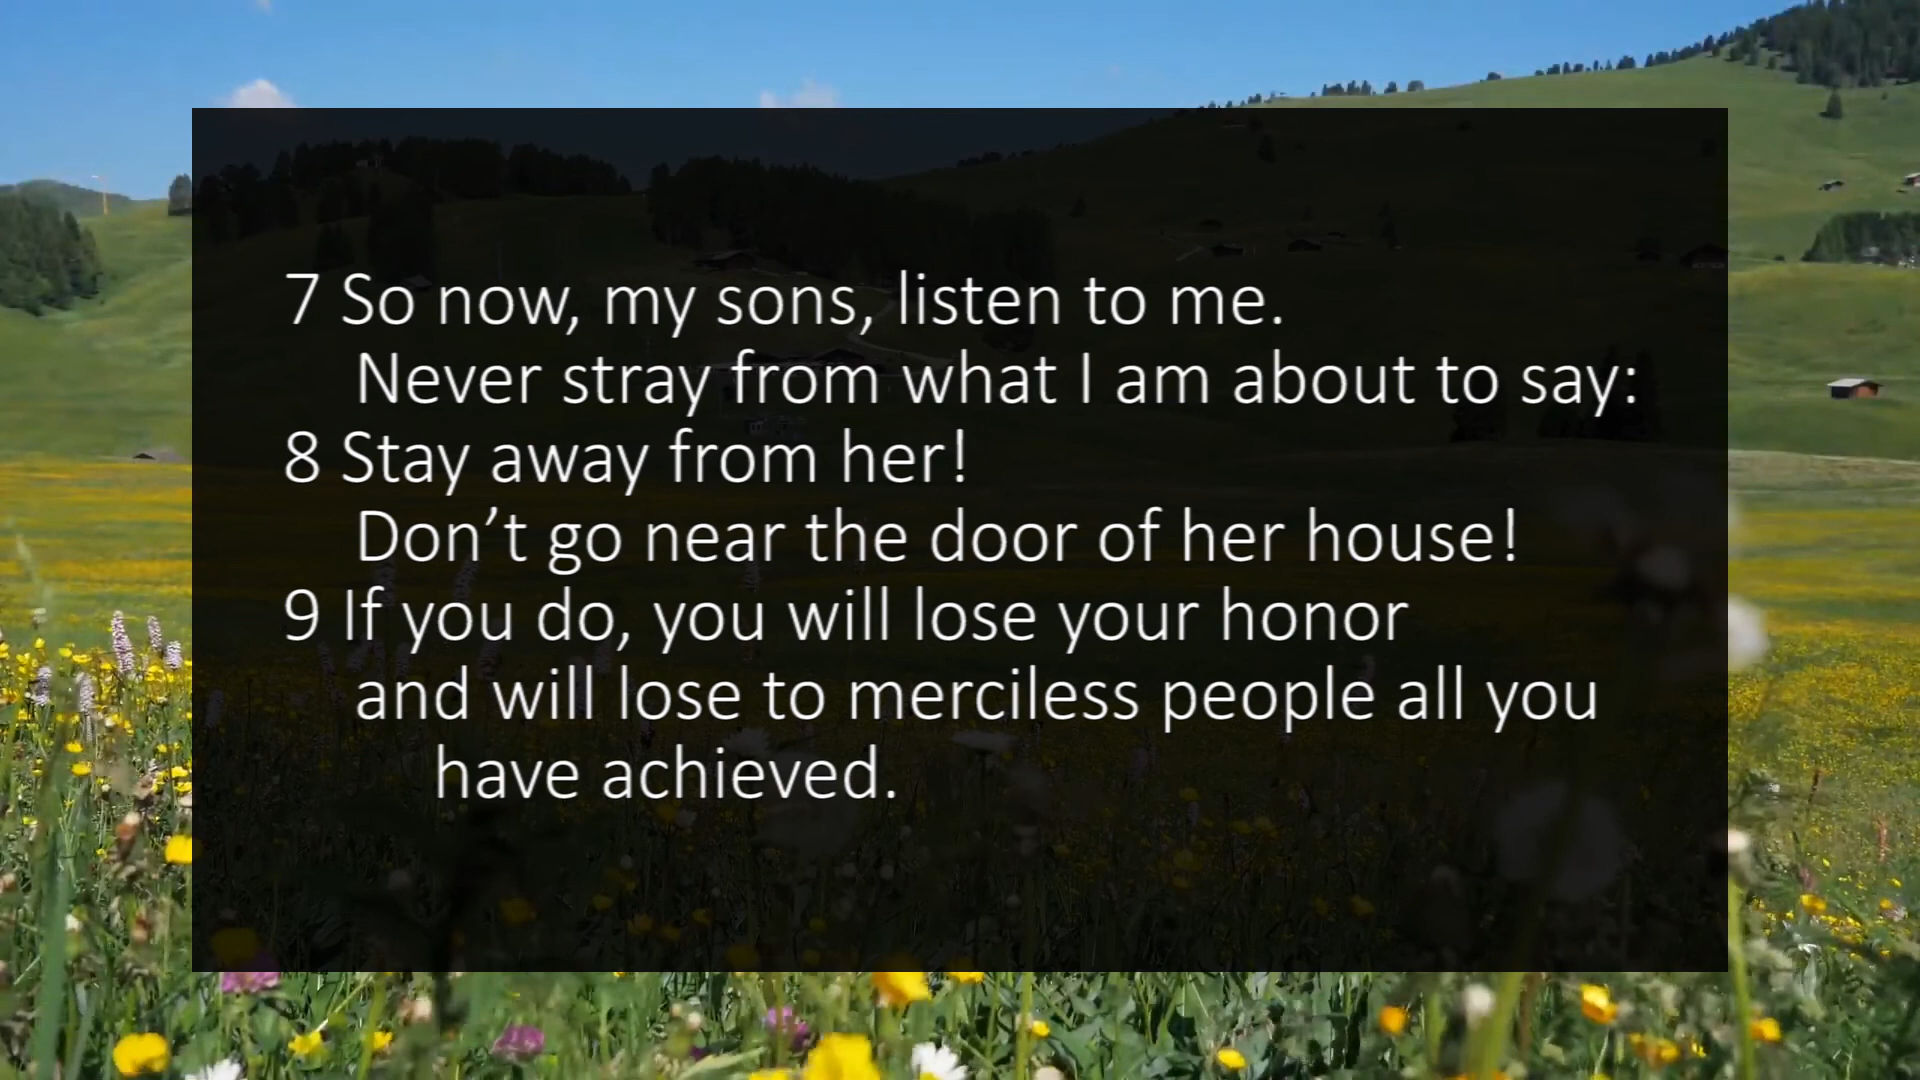 7 So now, my sons, listen to me.
Never stray from what I am about to say:
8 Stay away from her!
Don’t go near the door of her house!
9 If you do, you will lose your honor
and will lose to merciless people all you
have achieved.